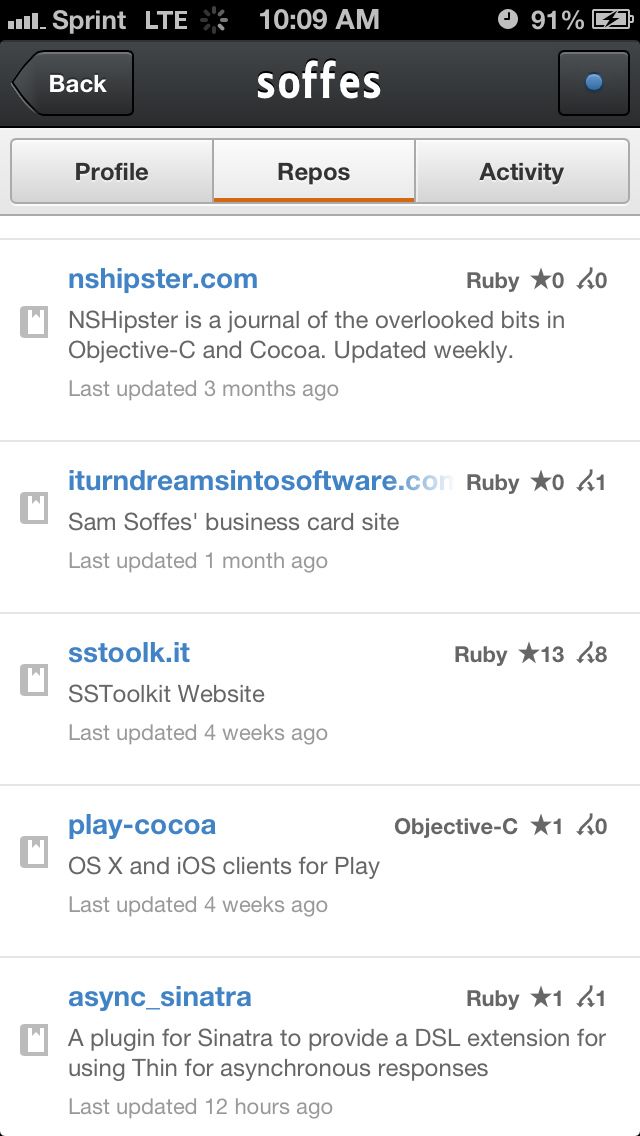 Sprint LTE 10:09 AM 91%
Back soffes
Profile Repos Activity
nshipster.com Ruby ★0 0
NSHipster is a journal of the overlooked bits in
Objective-C and Cocoa. Updated weekly.
Last updated 3 months ago
iturndreamsintosoftware.com Ruby ★0 1
Sam Soffes' business card site
Last updated 1 month ago
sstoolk.it Ruby ★13 8
SSToolkit Website
Last updated 4 weeks ago
play-cocoa Objective-C ★1 0
OS X and iOS clients for Play
Last updated 4 weeks ago
async_sinatra Ruby ★1 1
A plugin for Sinatra to provide a DSL extension for
using Thin for asynchronous responses
Last updated 12 hours ago